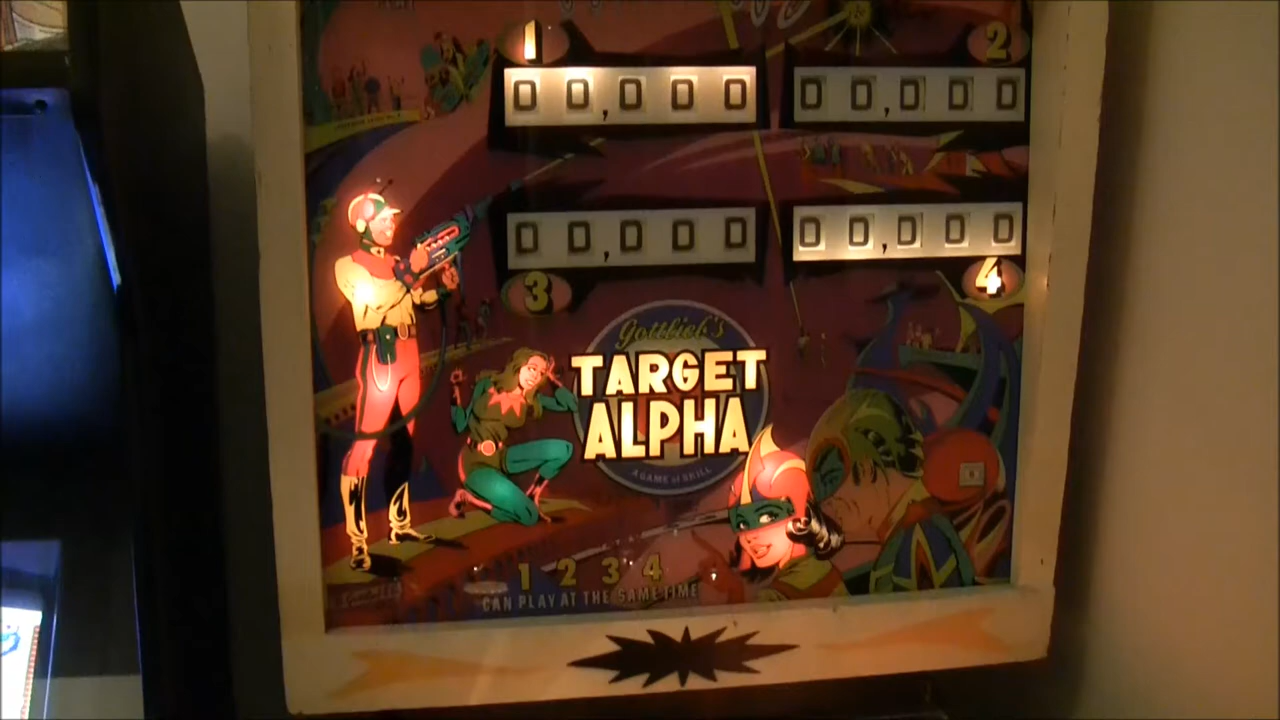 1
2
00,000
00,000
00,000
00,000
3
4
Gottlieb's
TARGET
ALPHA
A GAME of SKILL
1 2 3 4
CAN PLAY AT THE SAME TIME